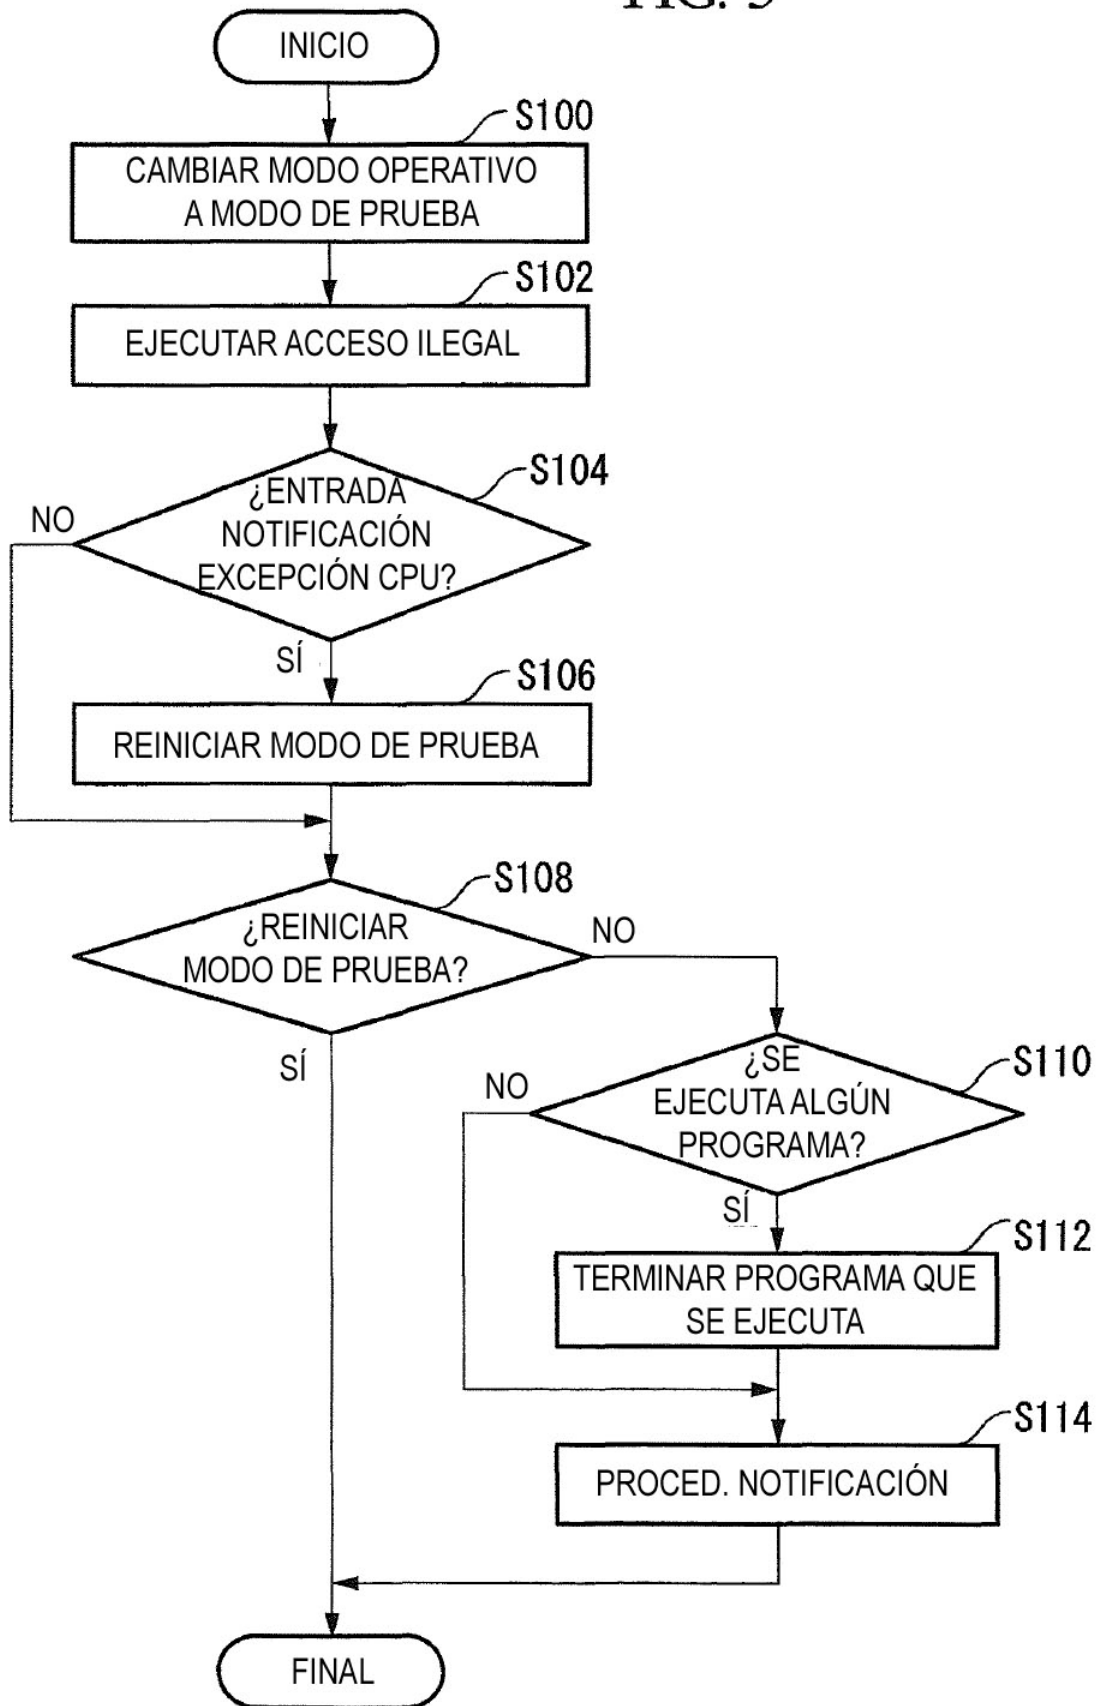 INICIO
S100
CAMBIAR MODO OPERATIVO
A MODO DE PRUEBA
S102
EJECUTAR ACCESO ILEGAL
S104
¿ENTRADA
NOTIFICACIÓN
EXCEPCIÓN CPU?
NO
SÍ
S106
REINICIAR MODO DE PRUEBA
S108
¿REINICIAR
MODO DE PRUEBA?
NO
SÍ
S110
¿SE
EJECUTA ALGÚN
PROGRAMA?
NO
SÍ
S112
TERMINAR PROGRAMA QUE
SE EJECUTA
S114
PROCED. NOTIFICACIÓN
FINAL